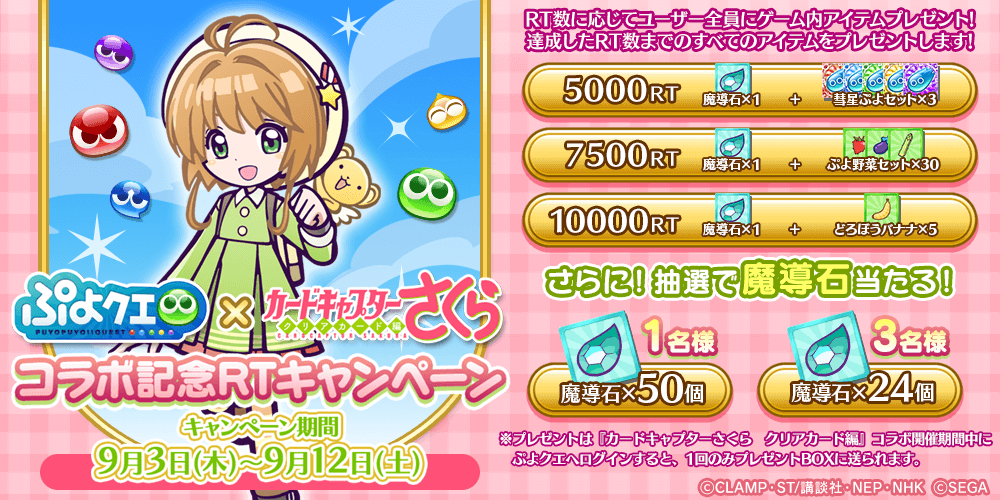 ぷよクエ
PUYOPUYO!!QUEST
×
カードキャプターさくら
クリアカード編
コラボ記念RTキャンペーン
キャンペーン期間
9月3日(木)~9月12日(土)
RT数に応じてユーザー全員にゲーム内アイテムプレゼント!
達成したRT数までのすべてのアイテムをプレゼントします!
5000RT 魔導石×1 + 彗星ぷよセット×3
7500RT 魔導石×1 + ぷよ野菜セット×30
10000RT 魔導石×1 + どろぼうバナナ×5
さらに!抽選で魔導石当たる!
1名様
魔導石×50個
3名様
魔導石×24個
※プレゼントは『カードキャプターさくら クリアカード編』コラボ開催期間中に
ぷよクエへログインすると、1回のみプレゼントBOXに送られます。
©CLAMP・ST/講談社・NEP・NHK ©SEGA